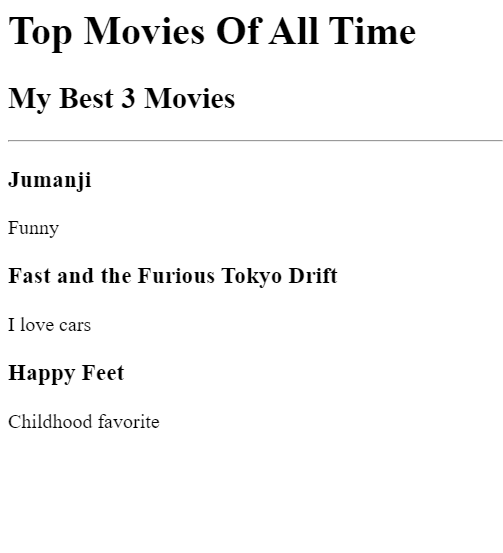 Top Movies Of All Time
My Best 3 Movies
Jumanji
Funny
Fast and the Furious Tokyo Drift
I love cars
Happy Feet
Childhood favorite